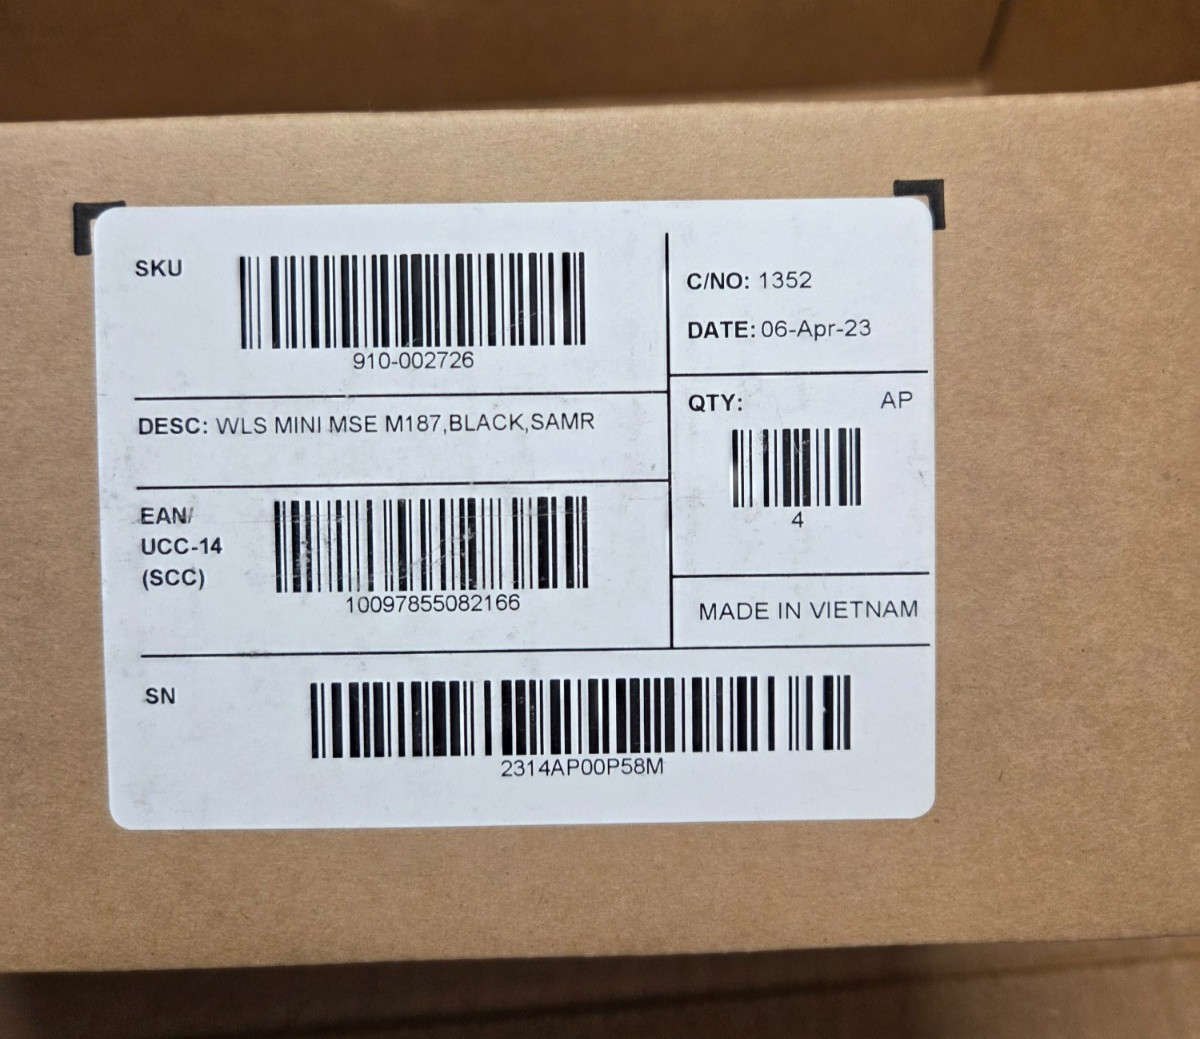 SKU
910-002726
DESC: WLS MINI MSE M187,BLACK,SAMR
EAN/
UCC-14
(SCC)
10097855082166
C/NO: 1352
DATE: 06-Apr-23
QTY: AP
4
MADE IN VIETNAM
SN
2314AP00P58M